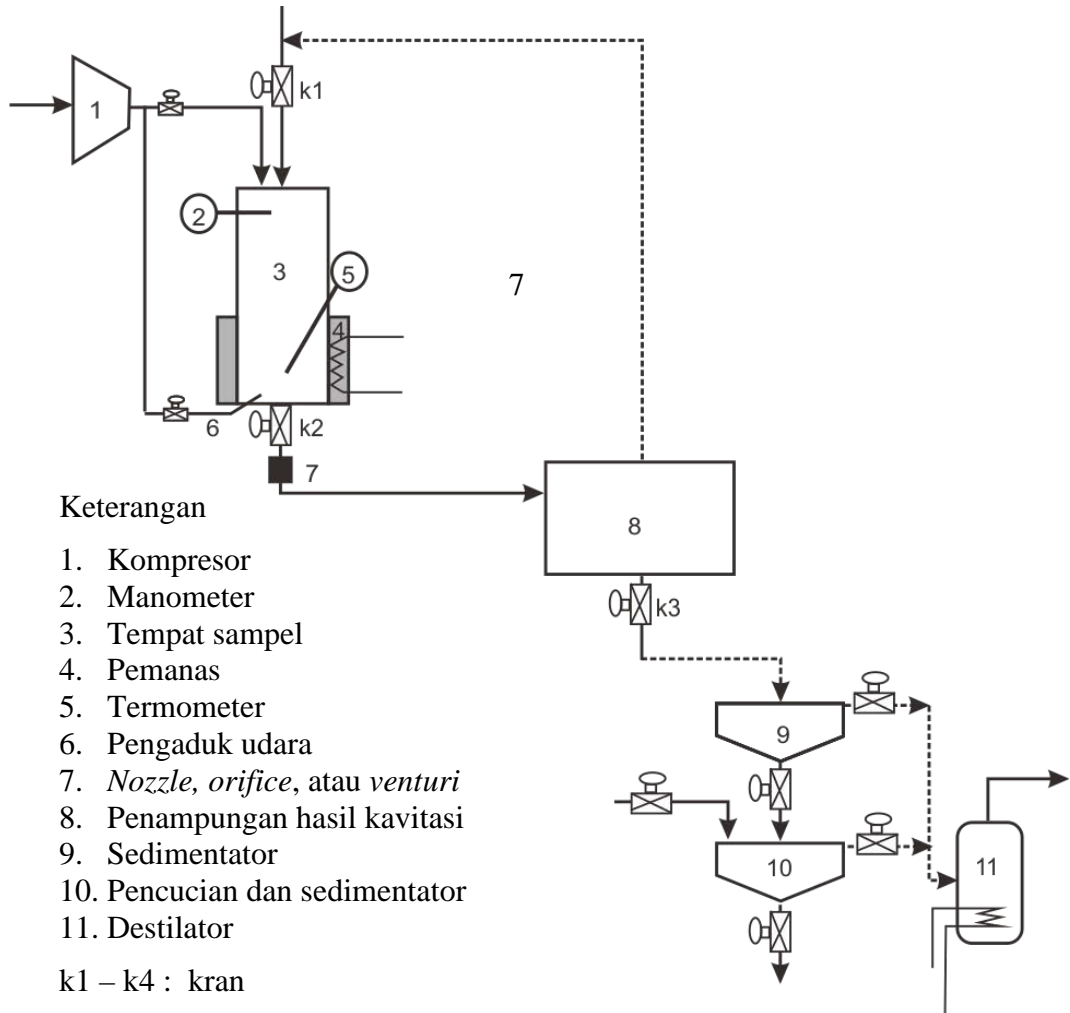 1
k1
2
3
5
7
4
6
k2
7
Keterangan
8
1. Kompresor
2. Manometer
k3
3. Tempat sampel
4. Pemanas
5. Termometer
6. Pengaduk udara
7. Nozzle, orifice, atau venturi
9
8. Penampungan hasil kavitasi
9. Sedimentator
10. Pencucian dan sedimentator
10
11
11. Destilator
k1 – k4 : kran